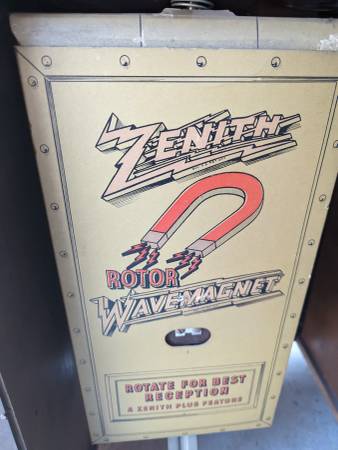 ZENITH
ROTOR
WAVEMAGNET
ROTATE FOR BEST
RECEPTION
A ZENITH PLUS FEATURE